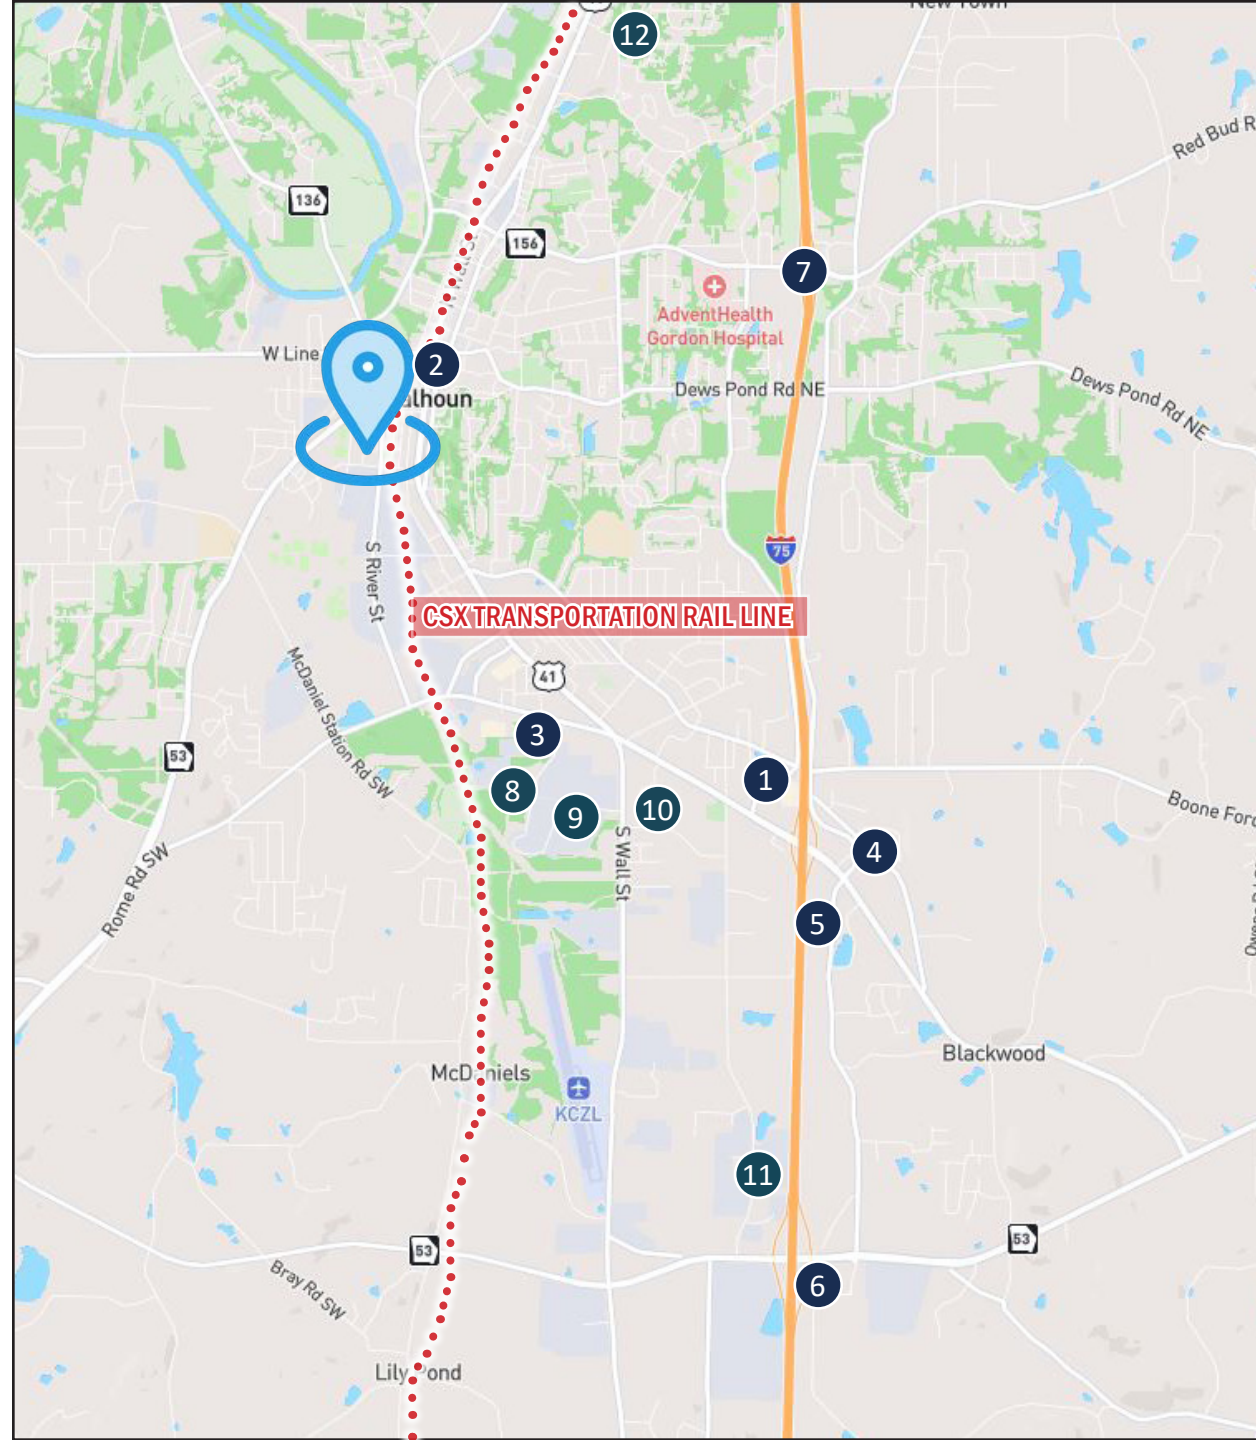 New Town
12
Red Bud R
136
156
7
AdventHealth
Gordon Hospital
W Line
2
alhoun
Dews Pond Rd NE
Dews Pond Rd NE
75
S River St
CSX TRANSPORTATION RAIL LINE
41
McDaniel Station Rd SW
3
53
1
8
9
10
Boone Ford
4
S Wall St
Rome Rd SW
5
Blackwood
McDaniels
KCZL
11
53
53
Bray Rd SW
6
Lily Pond